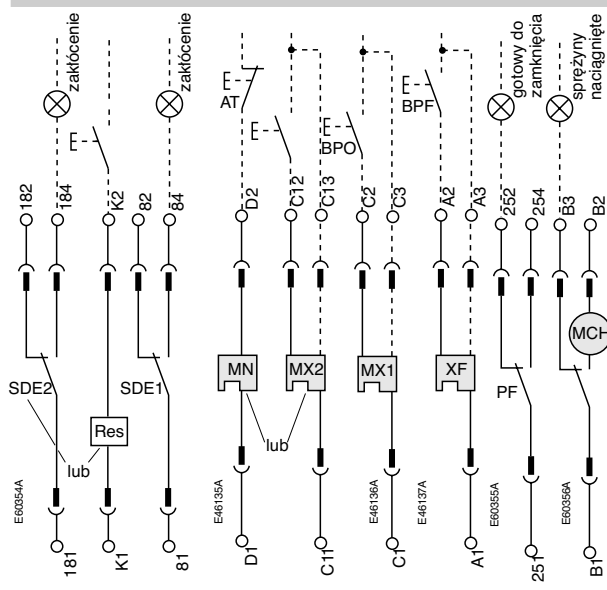 zakłócenie
zakłócenie
gotowy do
zamknięcia
sprężyny
naciągnięte
AT
BPO
BPF
182
184
K2
82
84
D2
C12
C13
C2
C3
A2
A3
252
254
B3
B2
MCH
SDE2
SDE1
MN
MX2
MX1
XF
PF
Res
lub
lub
E60354A
E46135A
E46136A
E46137A
E60355A
E60356A
181
K1
81
D1
C11
C1
A1
251
B1